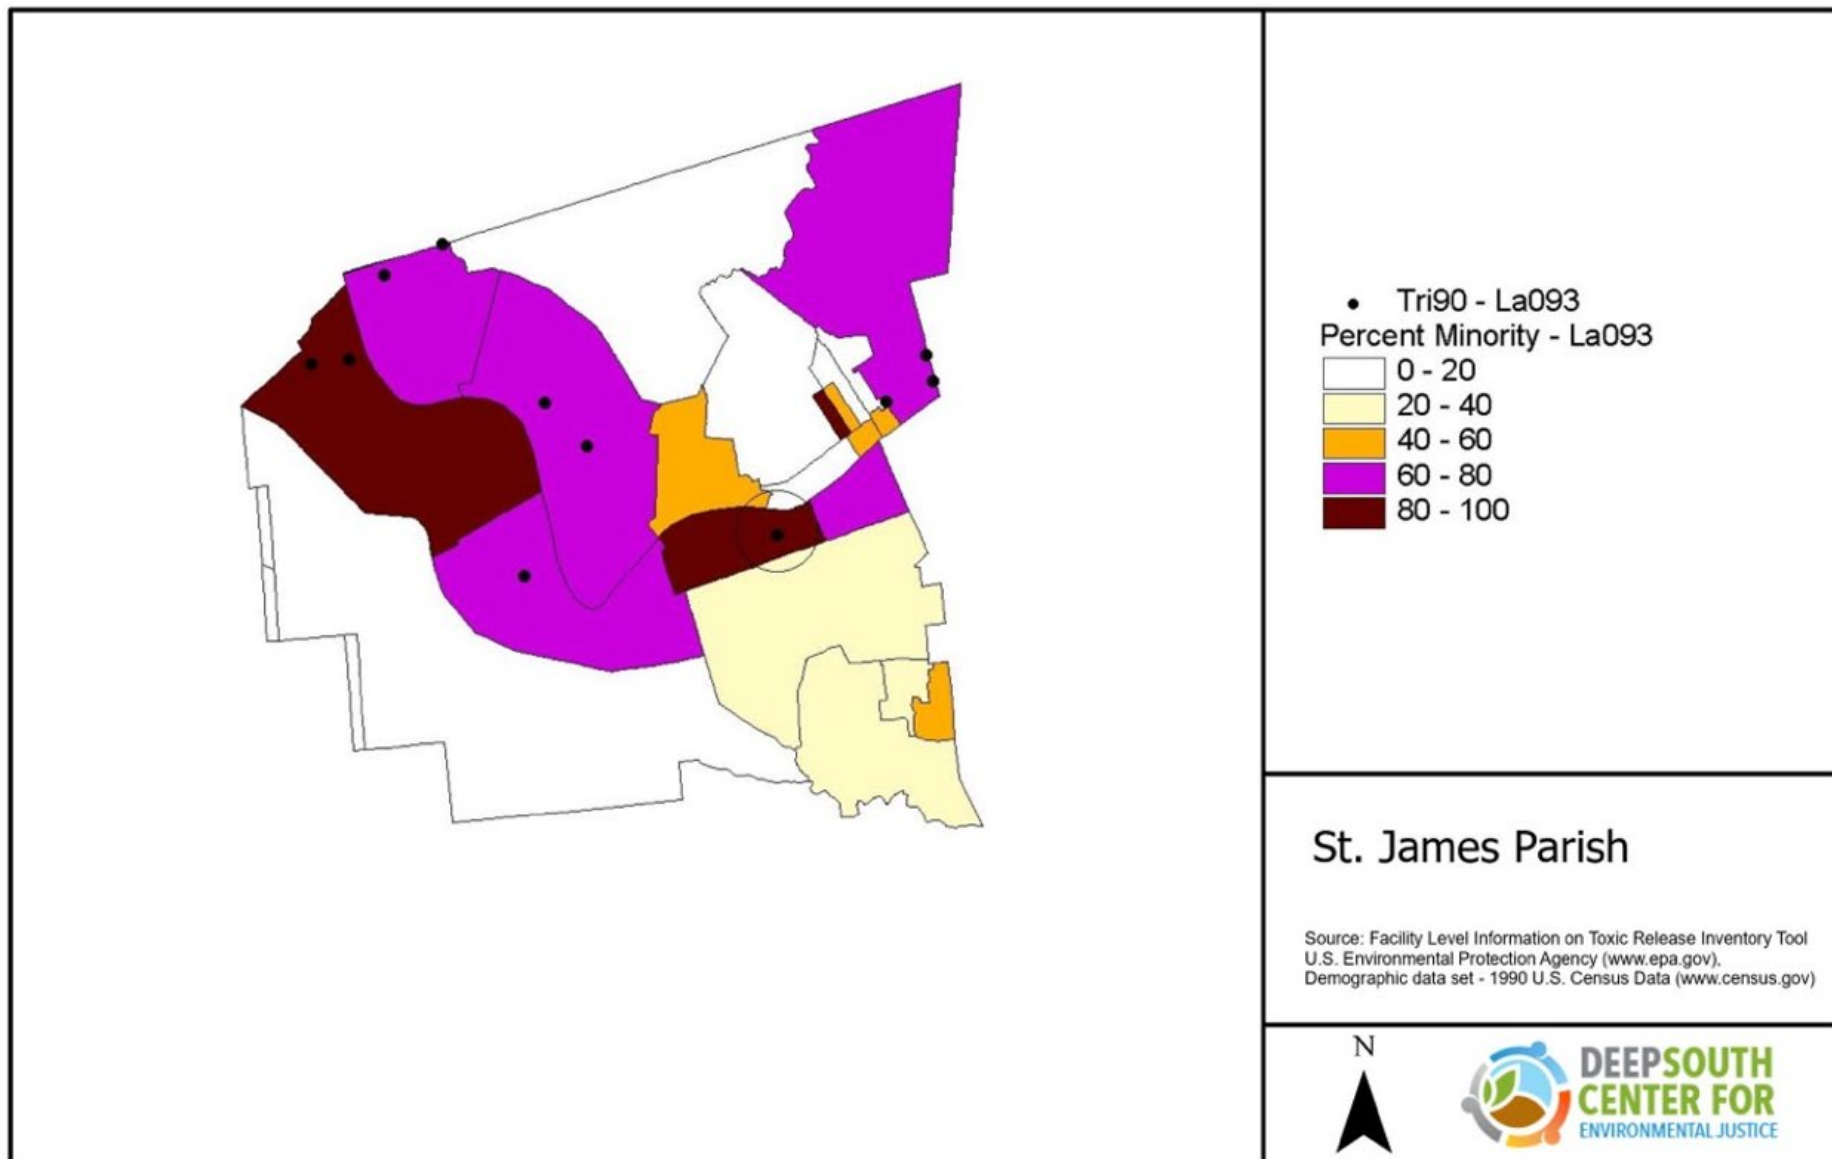 Tri90 - La093
Percent Minority - La093
0 - 20
20 - 40
40 - 60
60 - 80
80 - 100
St. James Parish
Source: Facility Level Information on Toxic Release Inventory Tool
U.S. Environmental Protection Agency (www.epa.gov),
Demographic data set - 1990 U.S. Census Data (www.census.gov)
N
DEEPSOUTH
CENTER FOR
ENVIRONMENTAL JUSTICE